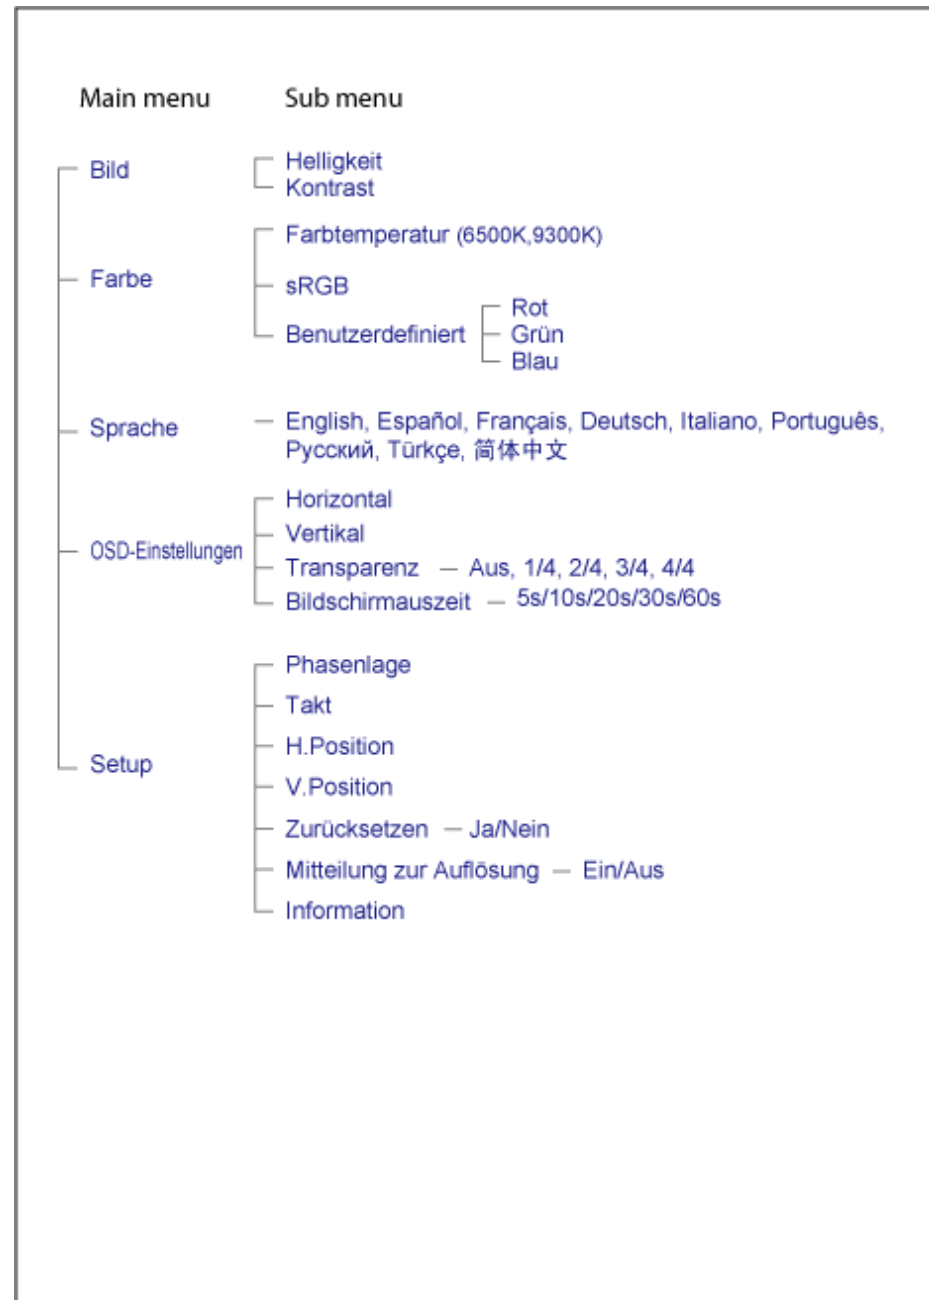 Main menu Sub menu
Bild Helligkeit
Kontrast
Farbtemperatur (6500K,9300K)
Farbe sRGB
Rot
Benutzerdefiniert Grün
Blau
Sprache English, Español, Français, Deutsch, Italiano, Português,
Русский, Türkçe, 简体中文
Horizontal
Vertikal
OSD-Einstellungen
Transparenz — Aus, 1/4, 2/4, 3/4, 4/4
Bildschirmauszeit — 5s/10s/20s/30s/60s
Phasenlage
Takt
H.Position
Setup
V.Position
Zurücksetzen — Ja/Nein
Mitteilung zur Auflösung — Ein/Aus
Information